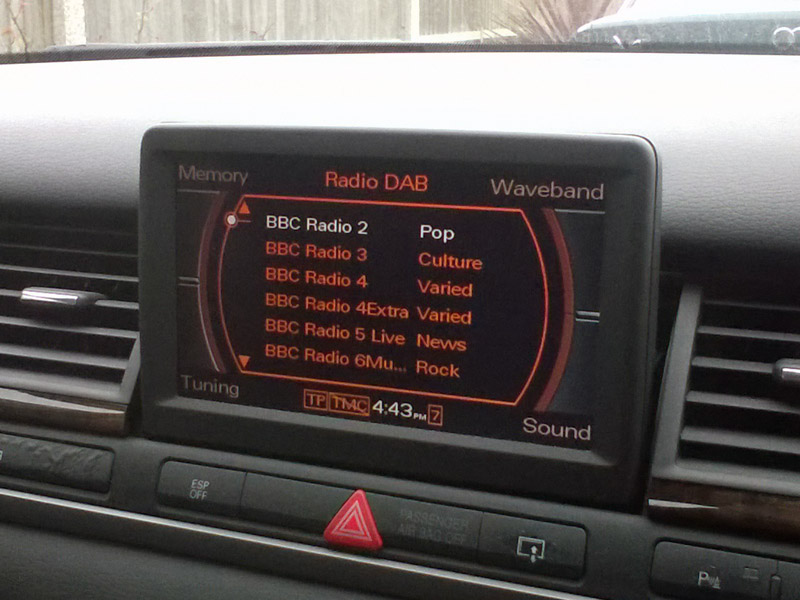 Memory
Radio DAB
Waveband
BBC Radio 2 Pop
BBC Radio 3 Culture
BBC Radio 4 Varied
BBC Radio 4Extra Varied
BBC Radio 5 Live News
BBC Radio 6Mu... Rock
Tuning
TP TMC 4:43 PM 7
Sound
ESP
OFF
PASSENGER
AIR BAG OFF
P